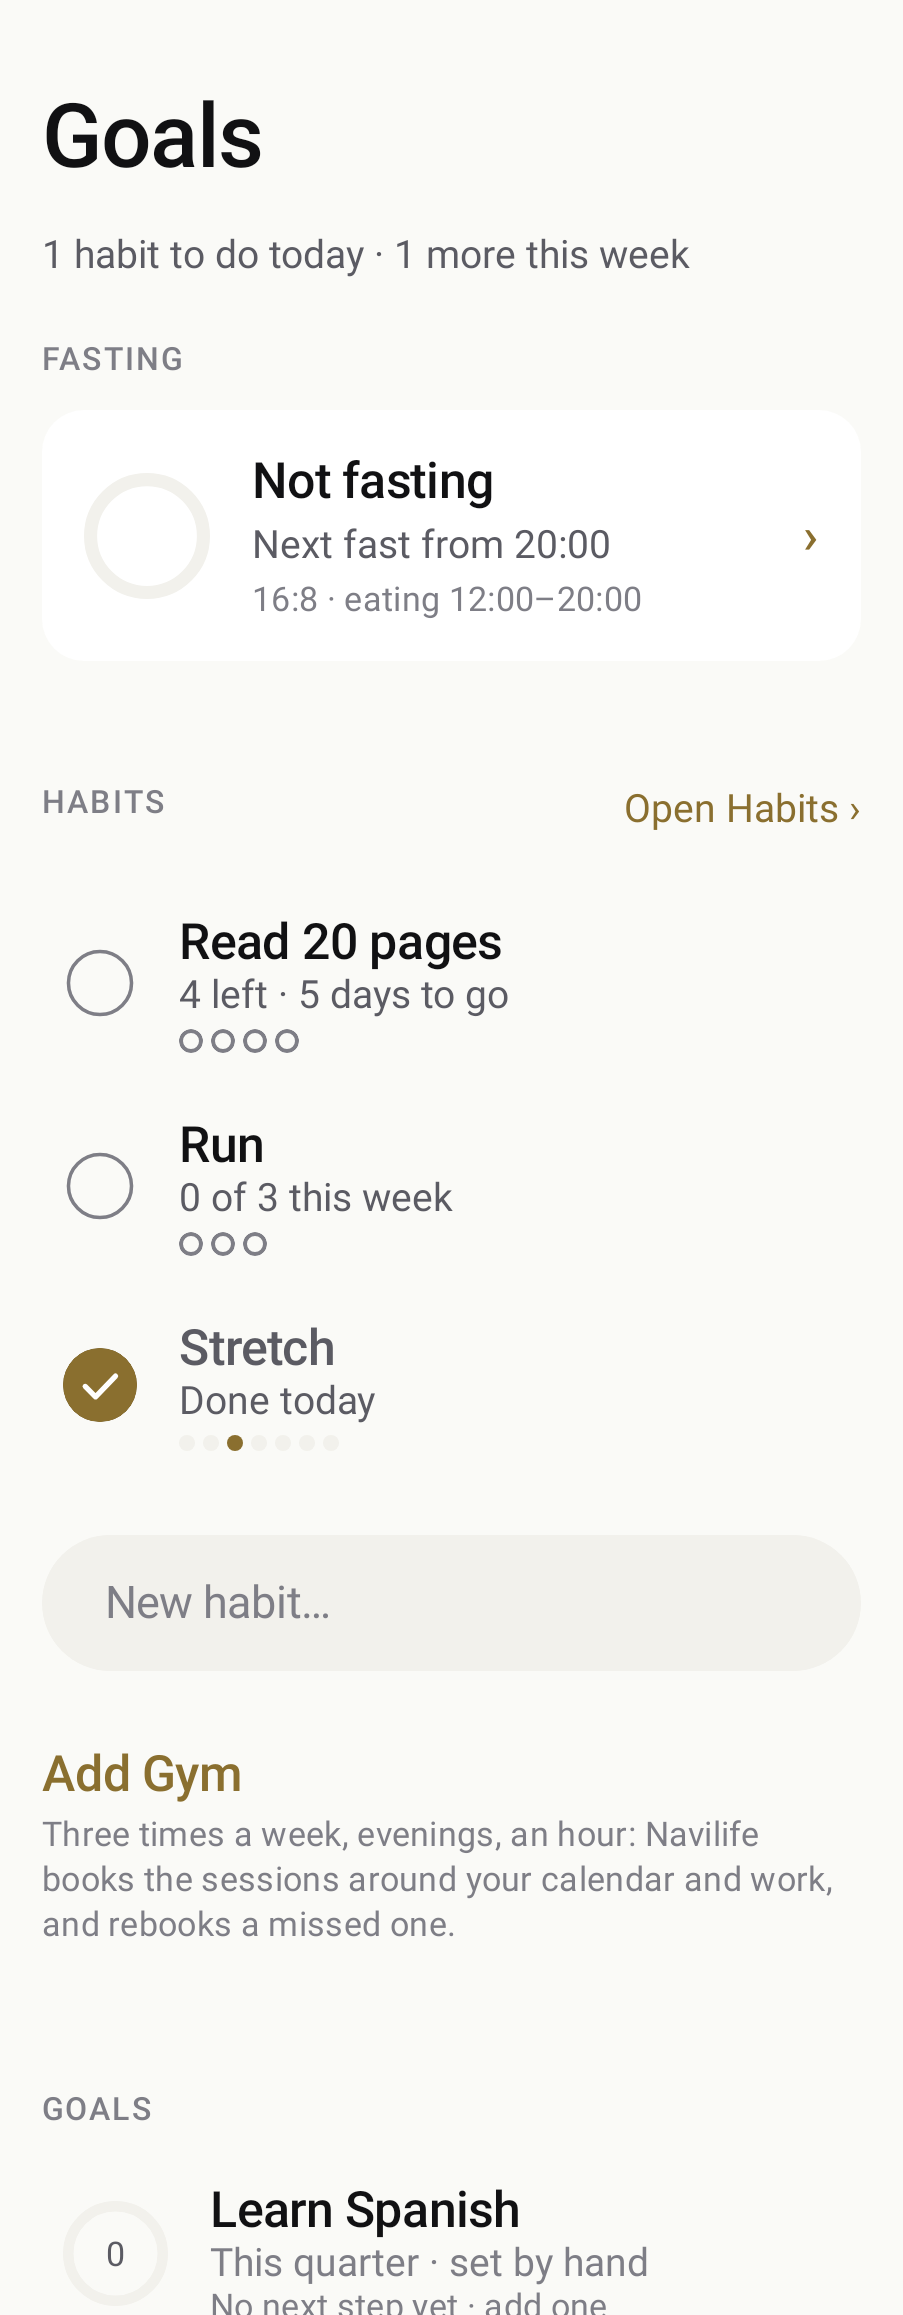 Goals
1 habit to do today · 1 more this week
FASTING
Not fasting
Next fast from 20:00
16:8 · eating 12:00–20:00
›
HABITS
Open Habits ›
Read 20 pages
4 left · 5 days to go
Run
0 of 3 this week
Stretch
Done today
New habit…
Add Gym
Three times a week, evenings, an hour: Navilife
books the sessions around your calendar and work,
and rebooks a missed one.
GOALS
0
Learn Spanish
This quarter · set by hand
No next step yet · add one